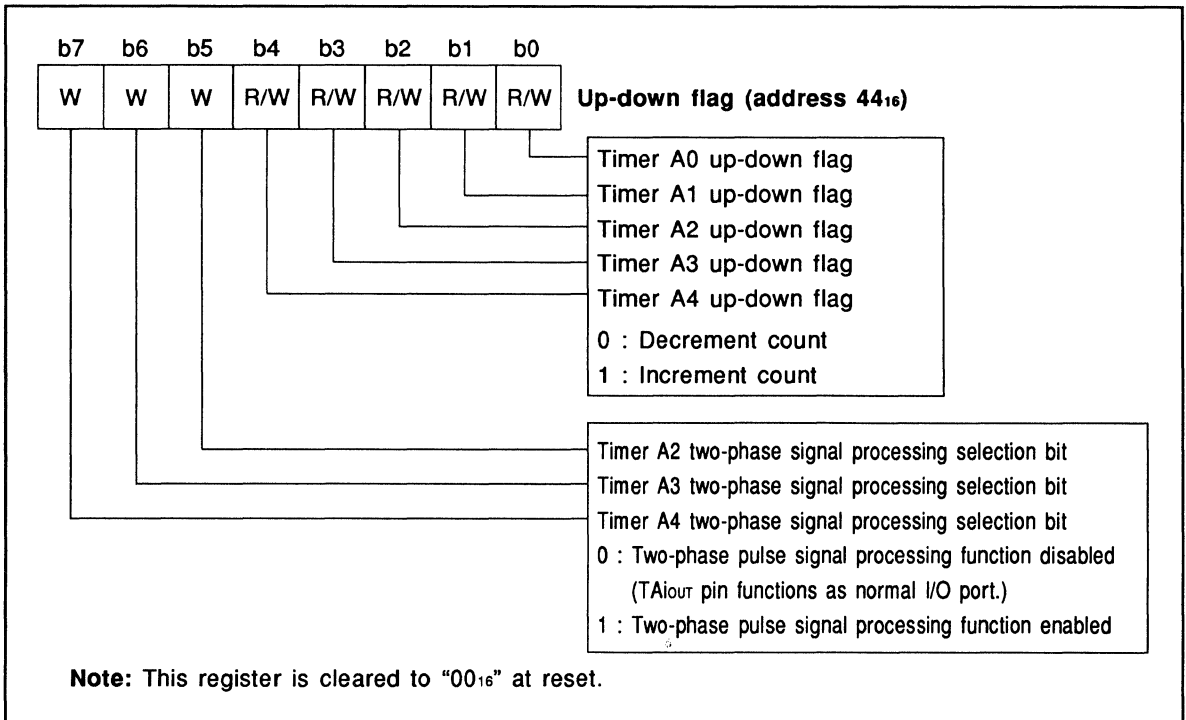 b7 b6 b5 b4 b3 b2 b1 b0
W W W R/W R/W R/W R/W R/W Up-down flag (address 44₁₆)
Timer A0 up-down flag
Timer A1 up-down flag
Timer A2 up-down flag
Timer A3 up-down flag
Timer A4 up-down flag
0 : Decrement count
1 : Increment count
Timer A2 two-phase signal processing selection bit
Timer A3 two-phase signal processing selection bit
Timer A4 two-phase signal processing selection bit
0 : Two-phase pulse signal processing function disabled
(TAiOUT pin functions as normal I/O port.)
1 : Two-phase pulse signal processing function enabled
Note: This register is cleared to “00₁₆” at reset.